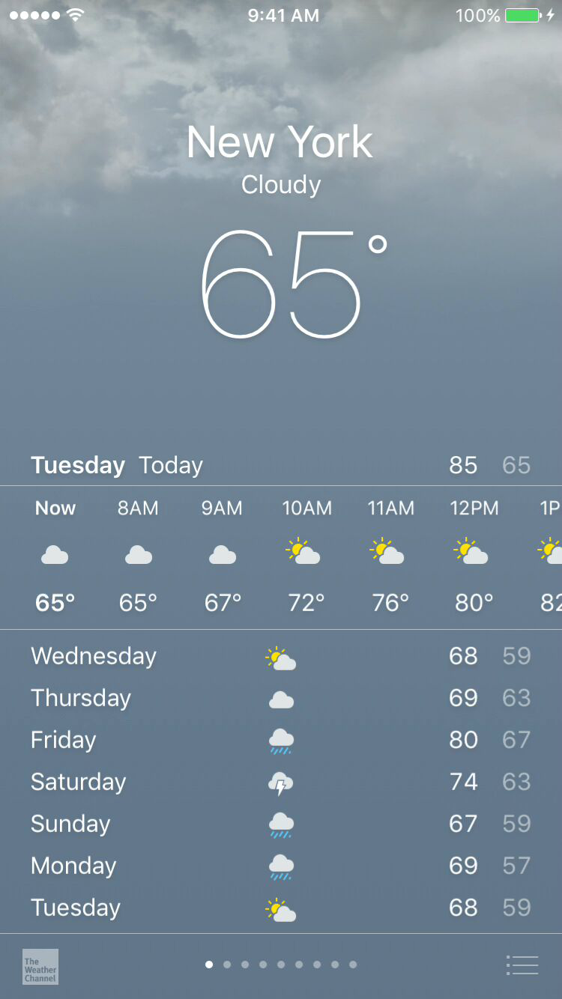 9:41 AM 100%
New York
Cloudy
65°
Tuesday Today 85 65
Now 8AM 9AM 10AM 11AM 12PM 1P
65° 65° 67° 72° 76° 80° 82
Wednesday 68 59
Thursday 69 63
Friday 80 67
Saturday 74 63
Sunday 67 59
Monday 69 57
Tuesday 68 59
The
Weather
Channel